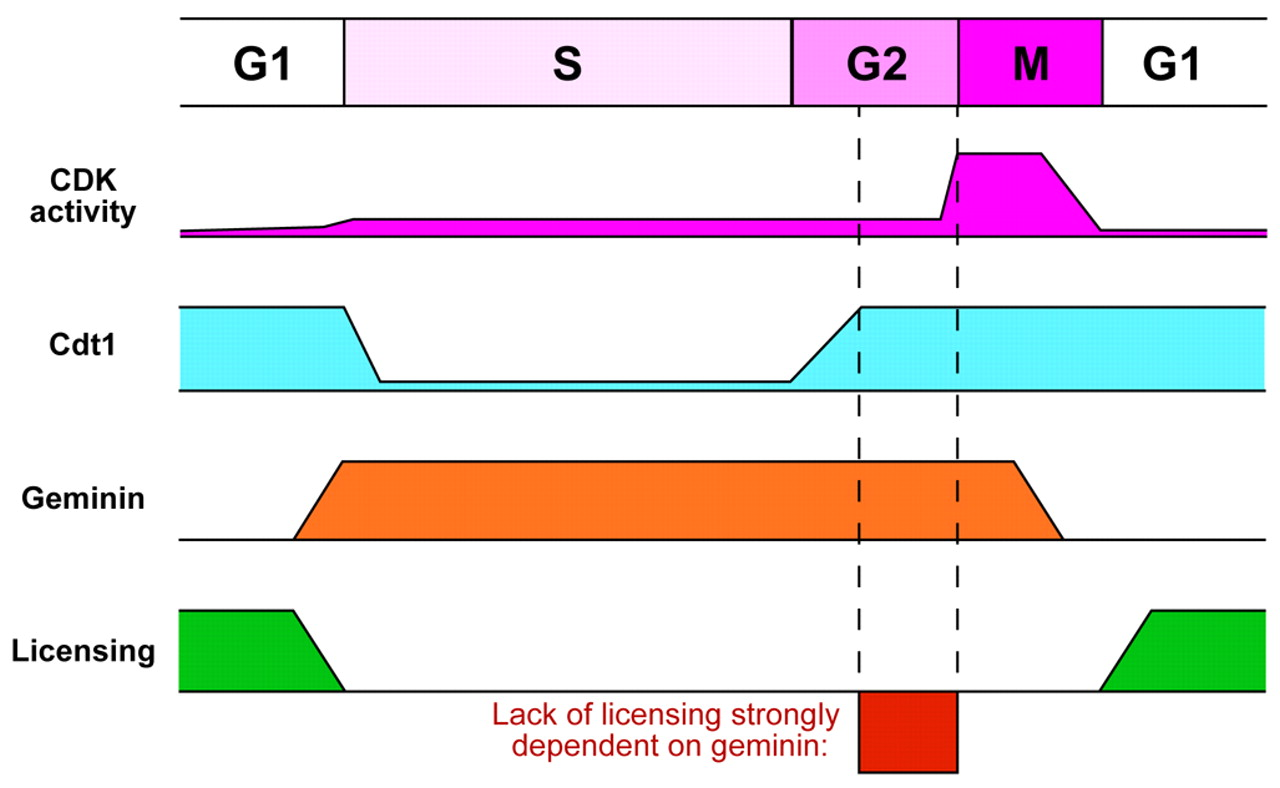 G1 S G2 M G1
CDK
activity
Cdt1
Geminin
Licensing
Lack of licensing strongly
dependent on geminin: